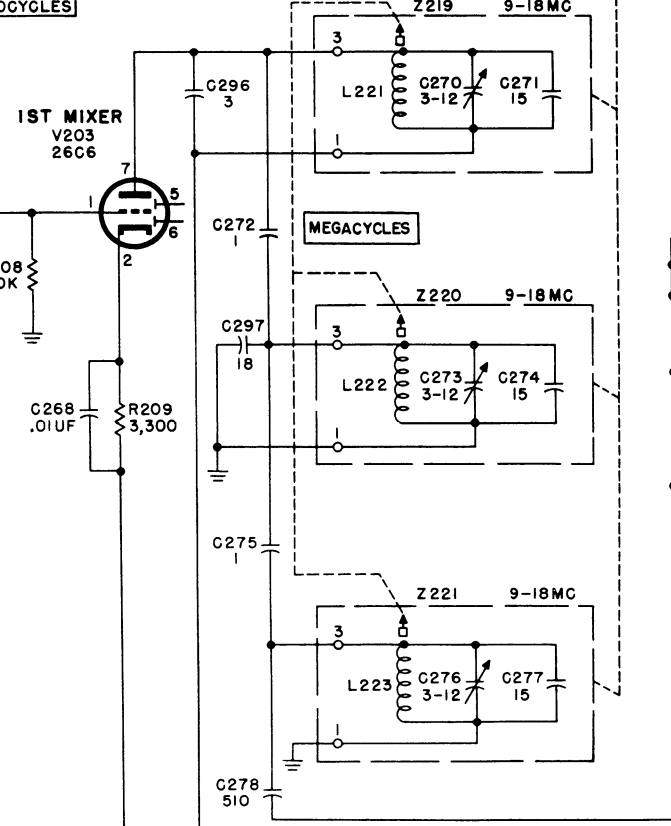 OCYCLES
Z219 9-18MC
3
C296
3
L221
C270
3-12
C271
15
1ST MIXER
V203
26C6
1
7
1
5
6
2
C272
1
MEGACYCLES
08
0K
Z220 9-18MC
C297
18
3
L222
C273
3-12
C274
15
C268
.01UF
R209
3,300
1
C275
1
Z221 9-18MC
3
L223
C276
3-12
C277
15
1
C278
510